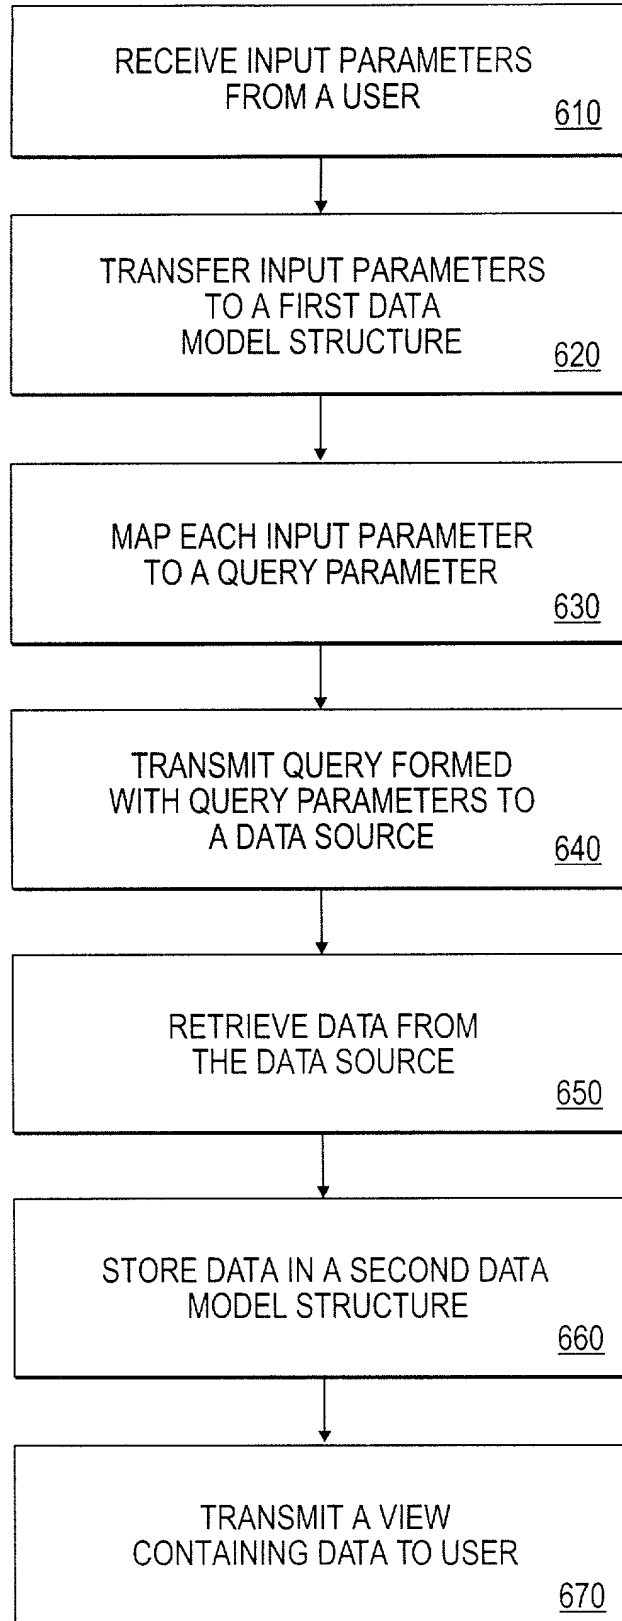 RECEIVE INPUT PARAMETERS
FROM A USER
610
TRANSFER INPUT PARAMETERS
TO A FIRST DATA
MODEL STRUCTURE
620
MAP EACH INPUT PARAMETER
TO A QUERY PARAMETER
630
TRANSMIT QUERY FORMED
WITH QUERY PARAMETERS TO
A DATA SOURCE
640
RETRIEVE DATA FROM
THE DATA SOURCE
650
STORE DATA IN A SECOND DATA
MODEL STRUCTURE
660
TRANSMIT A VIEW
CONTAINING DATA TO USER
670